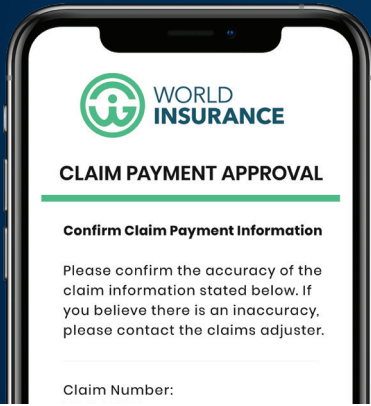 WORLD
INSURANCE
CLAIM PAYMENT APPROVAL
Confirm Claim Payment Information
Please confirm the accuracy of the
claim information stated below. If
you believe there is an inaccuracy,
please contact the claims adjuster.
Claim Number: